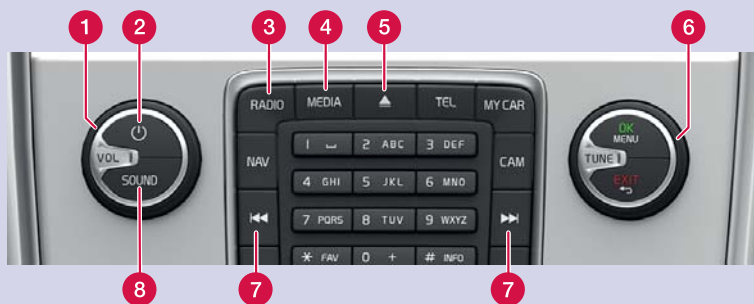 1 2 3 4 5 6
RADIO MEDIA TEL MY CAR
VOL
SOUND
NAV
1 ⎵ 2 ABC 3 DEF
CAM
4 GHI 5 JKL 6 MNO
7 PQRS 8 TUV 9 WXYZ
* FAV 0 + # INFO
OK
MENU
TUNE
EXIT
8 7 7